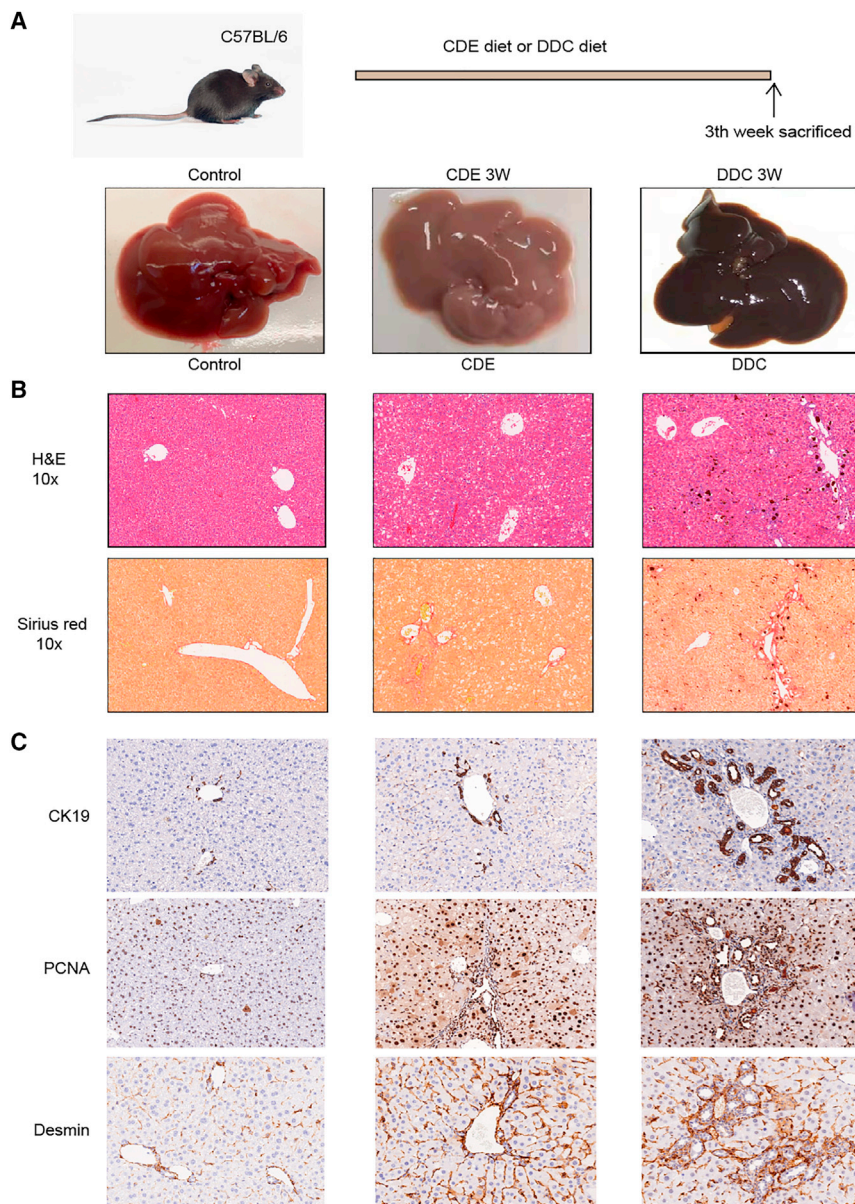 A
C57BL/6
CDE diet or DDC diet
3th week sacrificed
Control
CDE 3W
DDC 3W
Control
CDE
DDC
B
H&E
10x
Sirius red
10x
C
CK19
PCNA
Desmin